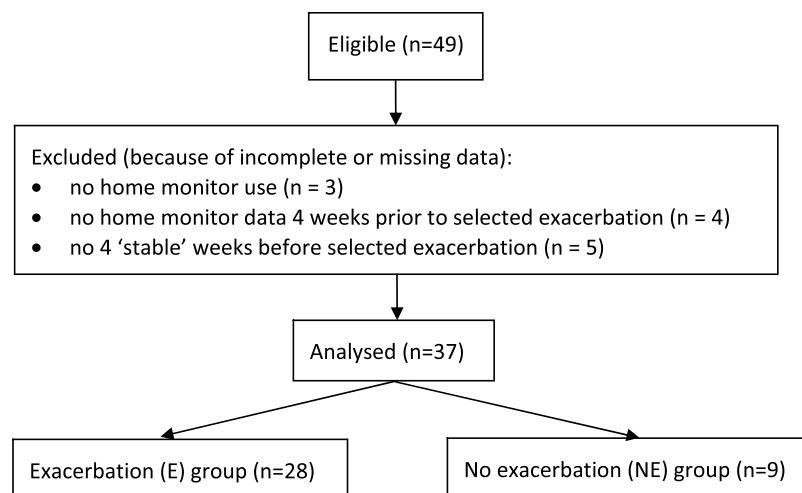 Eligible (n=49)
Excluded (because of incomplete or missing data):
• no home monitor use (n = 3)
• no home monitor data 4 weeks prior to selected exacerbation (n = 4)
• no 4 ‘stable’ weeks before selected exacerbation (n = 5)
Analysed (n=37)
Exacerbation (E) group (n=28)
No exacerbation (NE) group (n=9)